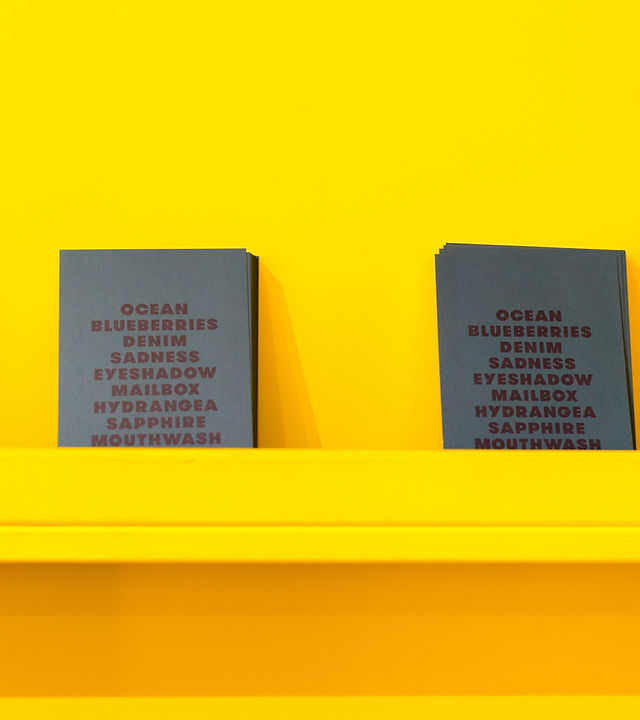 OCEAN
BLUEBERRIES
DENIM
SADNESS
EYESHADOW
MAILBOX
HYDRANGEA
SAPPHIRE
MOUTHWASH
OCEAN
BLUEBERRIES
DENIM
SADNESS
EYESHADOW
MAILBOX
HYDRANGEA
SAPPHIRE
MOUTHWASH